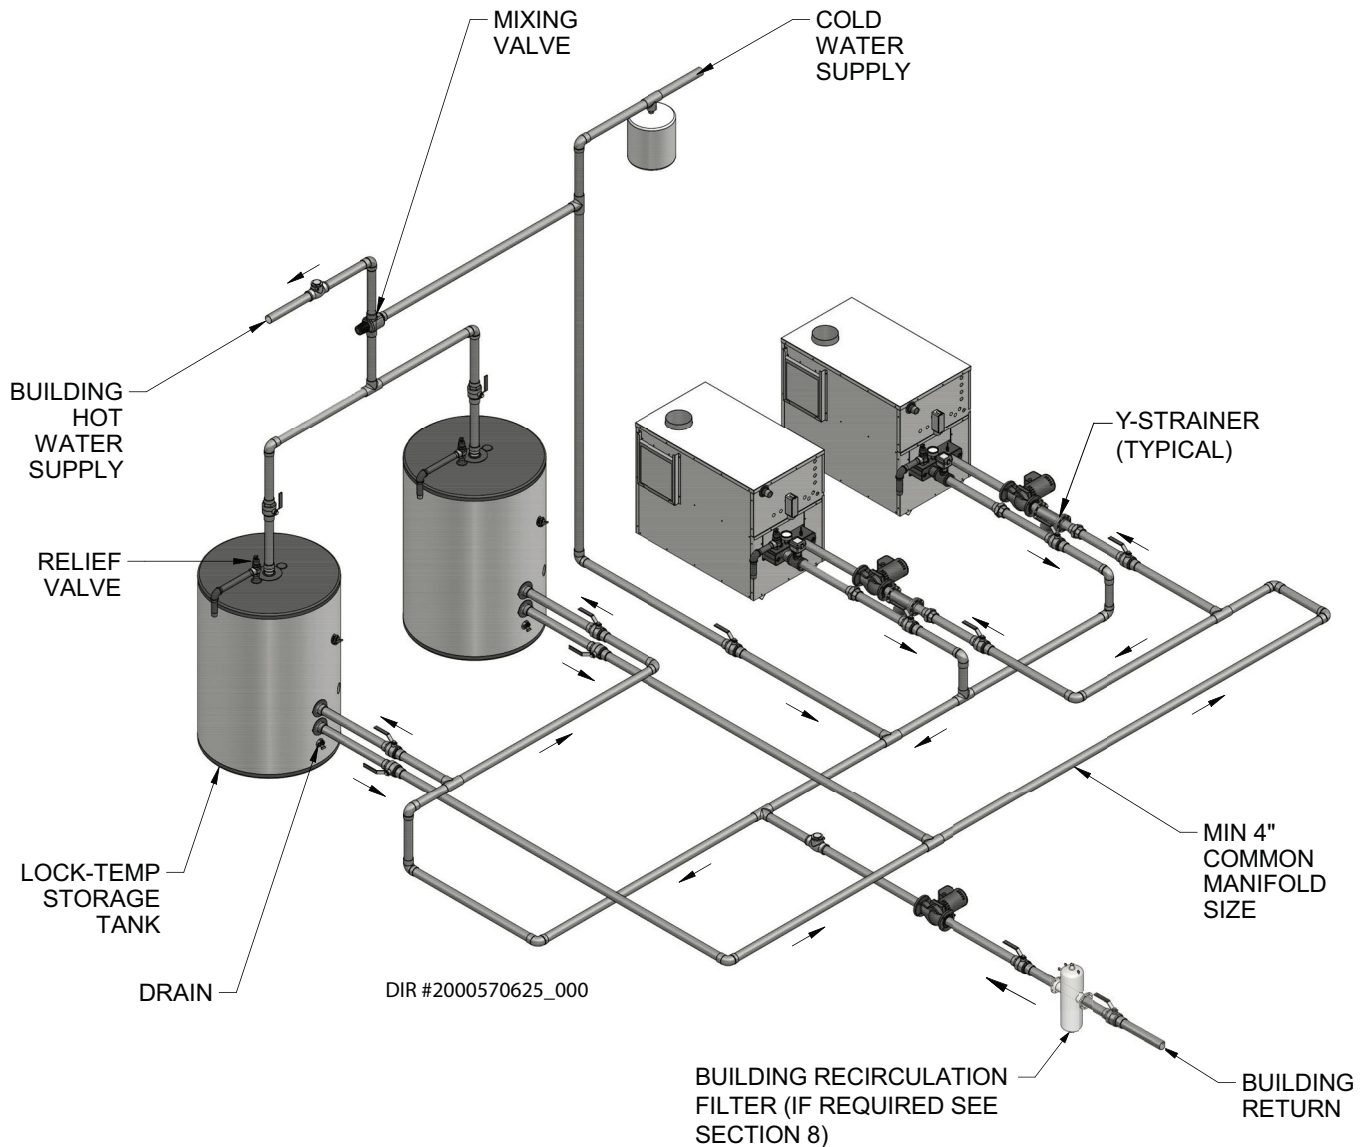 MIXING
VALVE
COLD
WATER
SUPPLY
BUILDING
HOT
WATER
SUPPLY
Y-STRAINER
(TYPICAL)
RELIEF
VALVE
LOCK-TEMP
STORAGE
TANK
MIN 4"
COMMON
MANIFOLD
SIZE
DRAIN
DIR #2000570625_000
BUILDING RECIRCULATION
FILTER (IF REQUIRED SEE
SECTION 8)
BUILDING
RETURN